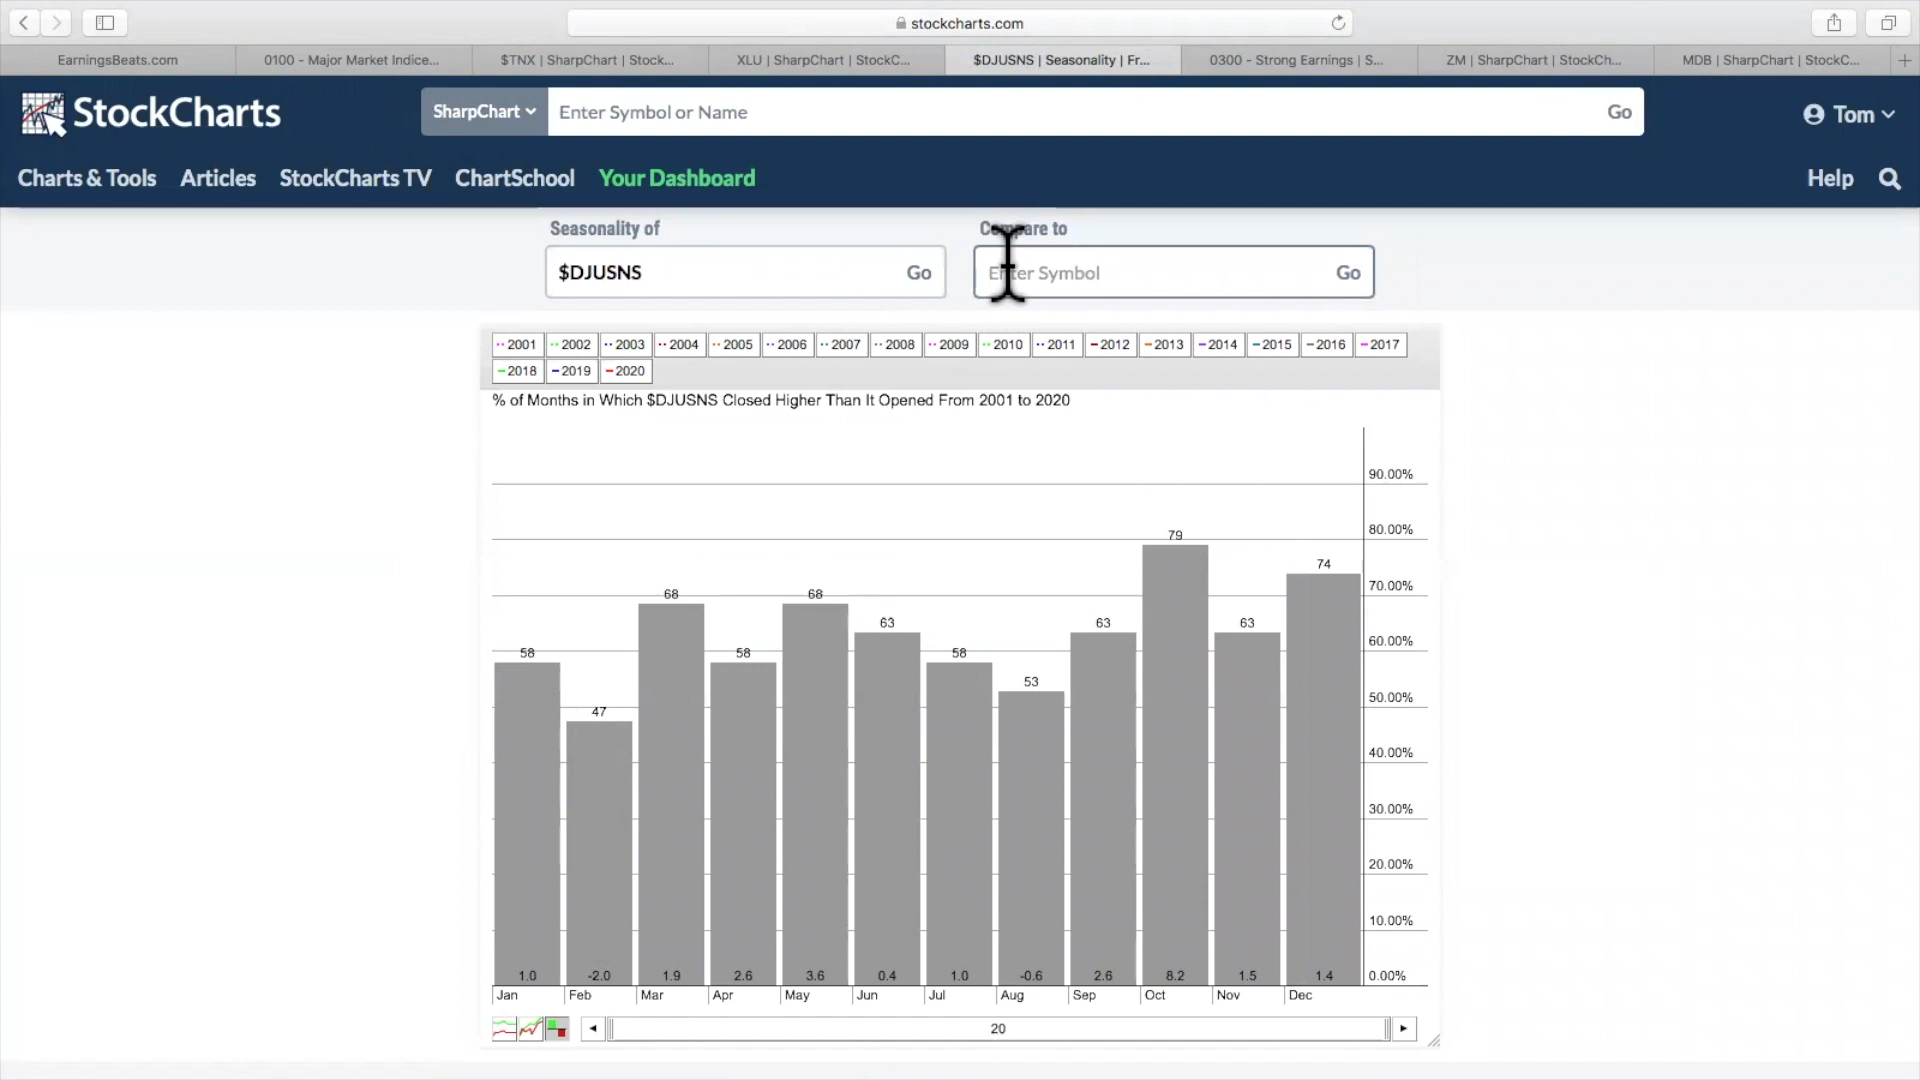 stockcharts.com
EarningsBeats.com
0100 - Major Market Indice...
$TNX | SharpChart | Stock...
XLU | SharpChart | StockC...
$DJUSNS | Seasonality | Fr...
0300 - Strong Earnings | S...
ZM | SharpChart | StockCh...
MDB | SharpChart | StockC...
StockCharts
SharpChart
Enter Symbol or Name
Go
Tom
Charts & Tools
Articles
StockCharts TV
ChartSchool
Your Dashboard
Help
Seasonality of
Compare to
$DJUSNS
Go
Enter Symbol
Go
2001 2002 2003 2004 2005 2006 2007 2008 2009 2010 2011 2012 2013 2014 2015 2016 2017
2018 2019 2020
% of Months in Which $DJUSNS Closed Higher Than It Opened From 2001 to 2020
90.00%
80.00%
70.00%
60.00%
50.00%
40.00%
30.00%
20.00%
10.00%
0.00%
58 47 68 58 68 63 58 53 63 79 63 74
1.0 -2.0 1.9 2.6 3.6 0.4 1.0 -0.6 2.6 8.2 1.5 1.4
Jan Feb Mar Apr May Jun Jul Aug Sep Oct Nov Dec
20